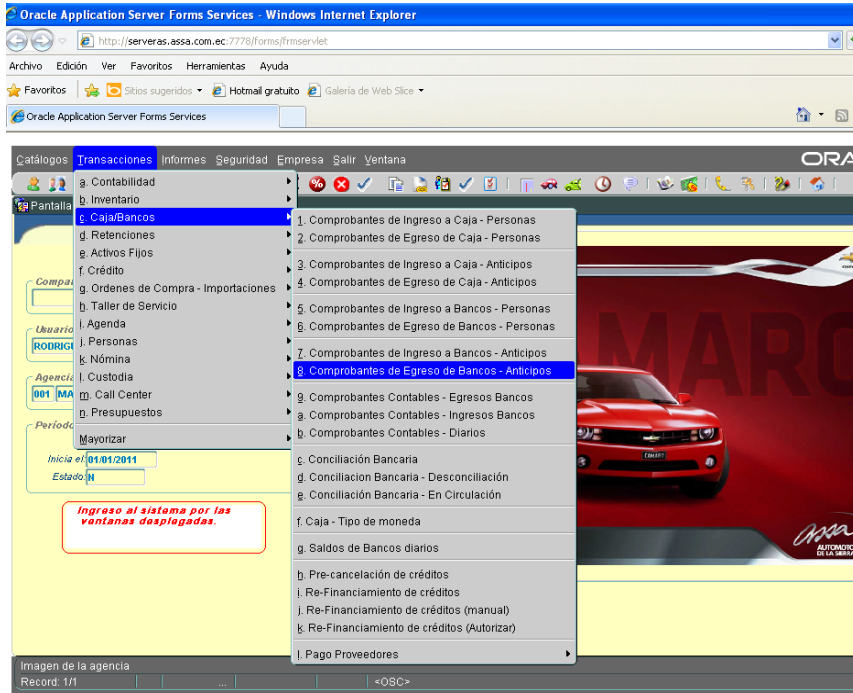 Oracle Application Server Forms Services - Windows Internet Explorer
http://serveras.assa.com.ec:7778/forms/frmservlet
Archivo Edición Ver Favoritos Herramientas Ayuda
Favoritos Sitios sugeridos Hotmail gratuito Galería de Web Slice
Oracle Application Server Forms Services
Catálogos Transacciones Informes Seguridad Empresa Salir Ventana
ORA
Pantalla
a. Contabilidad
b. Inventario
c. Caja/Bancos
d. Retenciones
e. Activos Fijos
f. Crédito
g. Ordenes de Compra - Importaciones
h. Taller de Servicio
i. Agenda
j. Personas
k. Nómina
l. Custodia
m. Call Center
n. Presupuestos
Mayorizar
1. Comprobantes de Ingreso a Caja - Personas
2. Comprobantes de Egreso de Caja - Personas
3. Comprobantes de Ingreso a Caja - Anticipos
4. Comprobantes de Egreso de Caja - Anticipos
5. Comprobantes de Ingreso a Bancos - Personas
6. Comprobantes de Egreso de Bancos - Personas
7. Comprobantes de Ingreso a Bancos - Anticipos
8. Comprobantes de Egreso de Bancos - Anticipos
9. Comprobantes Contables - Egresos Bancos
a. Comprobantes Contables - Ingresos Bancos
b. Comprobantes Contables - Diarios
c. Conciliación Bancaria
d. Conciliacion Bancaria - Desconciliación
e. Conciliación Bancaria - En Circulación
f. Caja - Tipo de moneda
g. Saldos de Bancos diarios
h. Pre-cancelación de créditos
i. Re-Financiamiento de créditos
j. Re-Financiamiento de créditos (manual)
k. Re-Financiamiento de créditos (Autorizar)
l. Pago Proveedores
Compa
Usuario
RODRIG
Agencia
001 MA
Período
Inicia el: 01/01/2011
Estado: N
Ingreso al sistema por las
ventanas desplegadas.
MARO
CAMARO
assa
AUTOMOTO
DE LA SIERRA
Imagen de la agencia
Record: 1/1 ... <OSC>